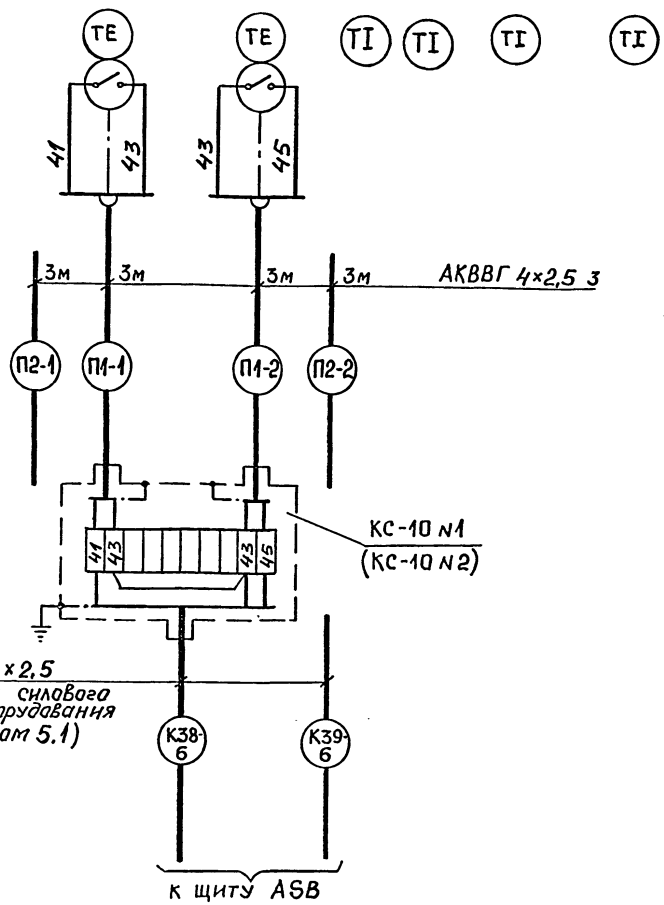 TE TE TI TI TI TI
41 43 43 45
3м 3м 3м 3м АКВВГ 4×2,5 3
П2-1 П1-1 П1-2 П2-2
41 43 43 45
КС-10 N1
(КС-10 N2)
×2,5
силового
рудования
ом 5.1)
К38-6 К39-6
К щиту ASB